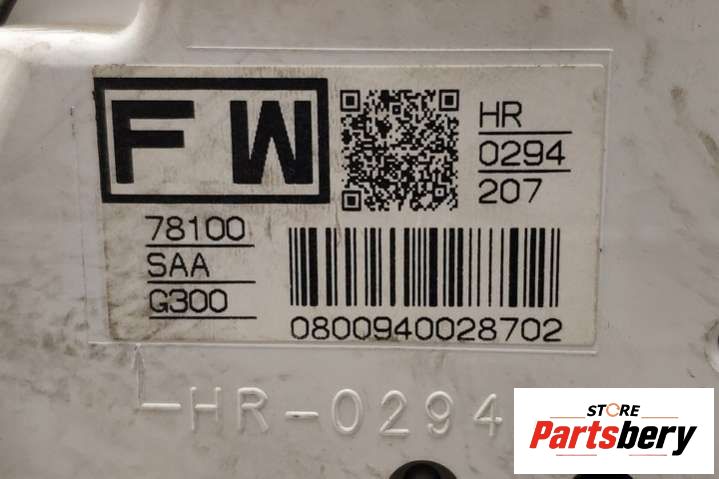 FW
HR
0294
207
78100
SAA
G300
0800940028702
-HR-0294
STORE
Partsbery